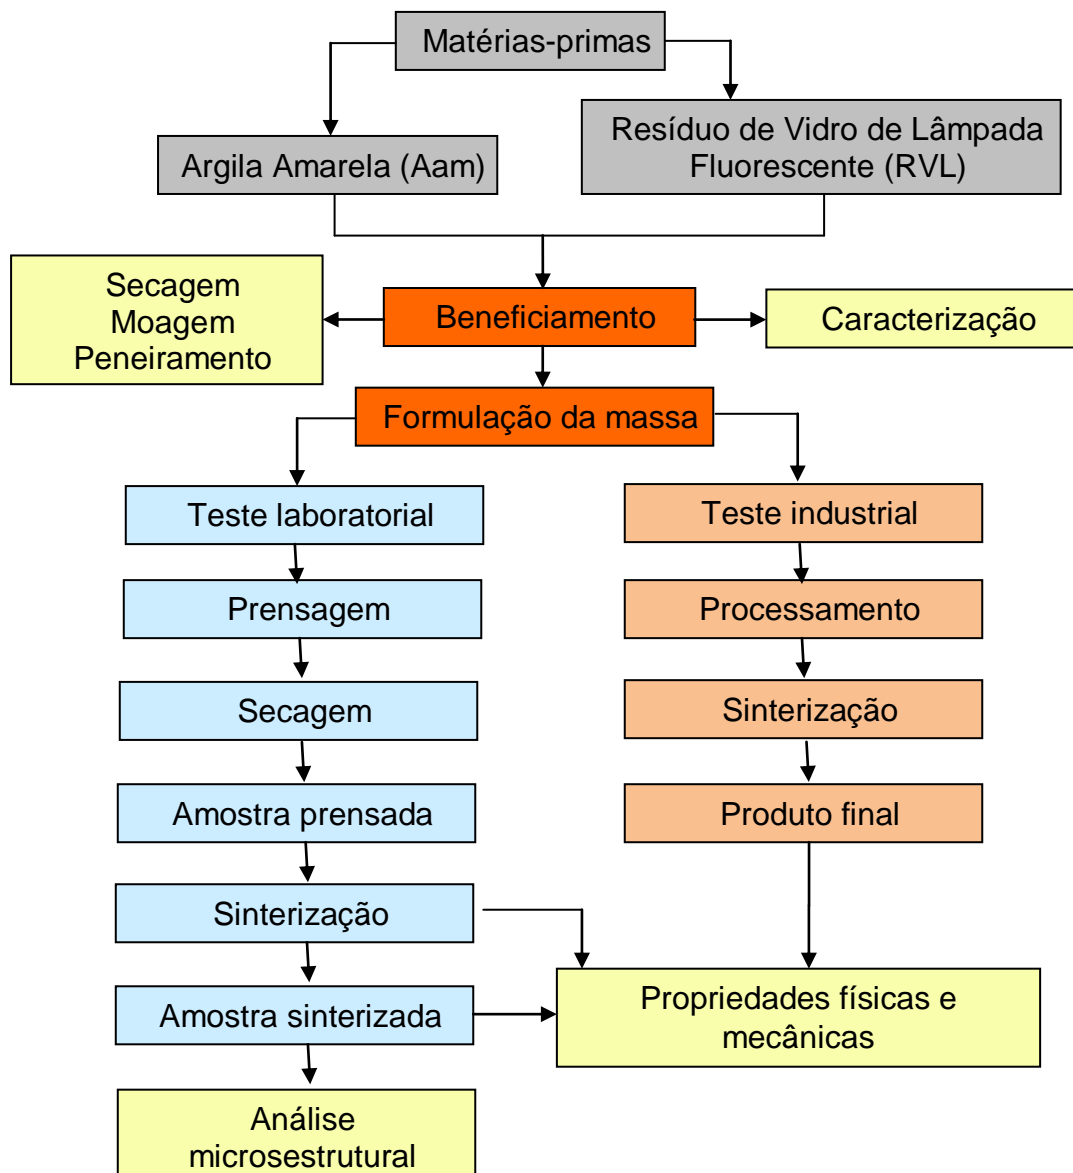 Matérias-primas
Argila Amarela (Aam)
Resíduo de Vidro de Lâmpada
Fluorescente (RVL)
Secagem
Moagem
Peneiramento
Beneficiamento
Caracterização
Formulação da massa
Teste laboratorial
Prensagem
Secagem
Amostra prensada
Sinterização
Amostra sinterizada
Análise
microsestrutural
Teste industrial
Processamento
Sinterização
Produto final
Propriedades físicas e
mecânicas